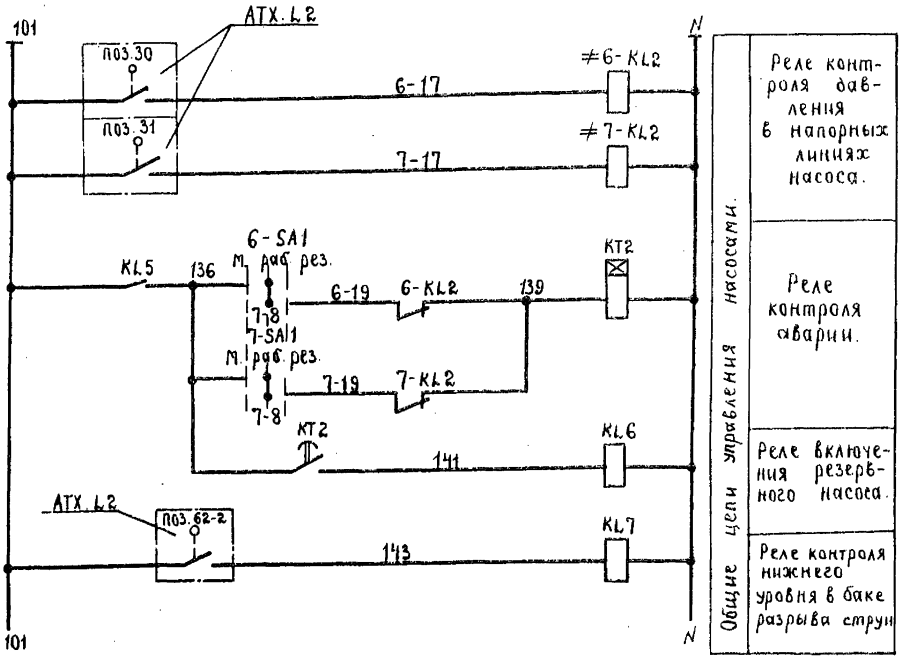 101
АТХ.L2
N
ПОЗ.30
6-17
≠6-KL2
ПОЗ.31
7-17
≠7-KL2
Реле конт-
роля дав-
ления
в напорных
линиях
насоса.
KL5
136
6-SA1
М. раб. рез.
7-8
6-19
6-KL2
139
KT2
Реле
контроля
аварии.
7-SA1
М. раб. рез.
7-8
7-19
7-KL2
KT2
141
KL6
Реле включе-
ния резерв-
ного насоса.
АТХ.L2
ПОЗ.62-2
143
KL7
Реле контроля
нижнего
уровня в баке
разрыва струи
Общие цепи управления насосами.
101
N